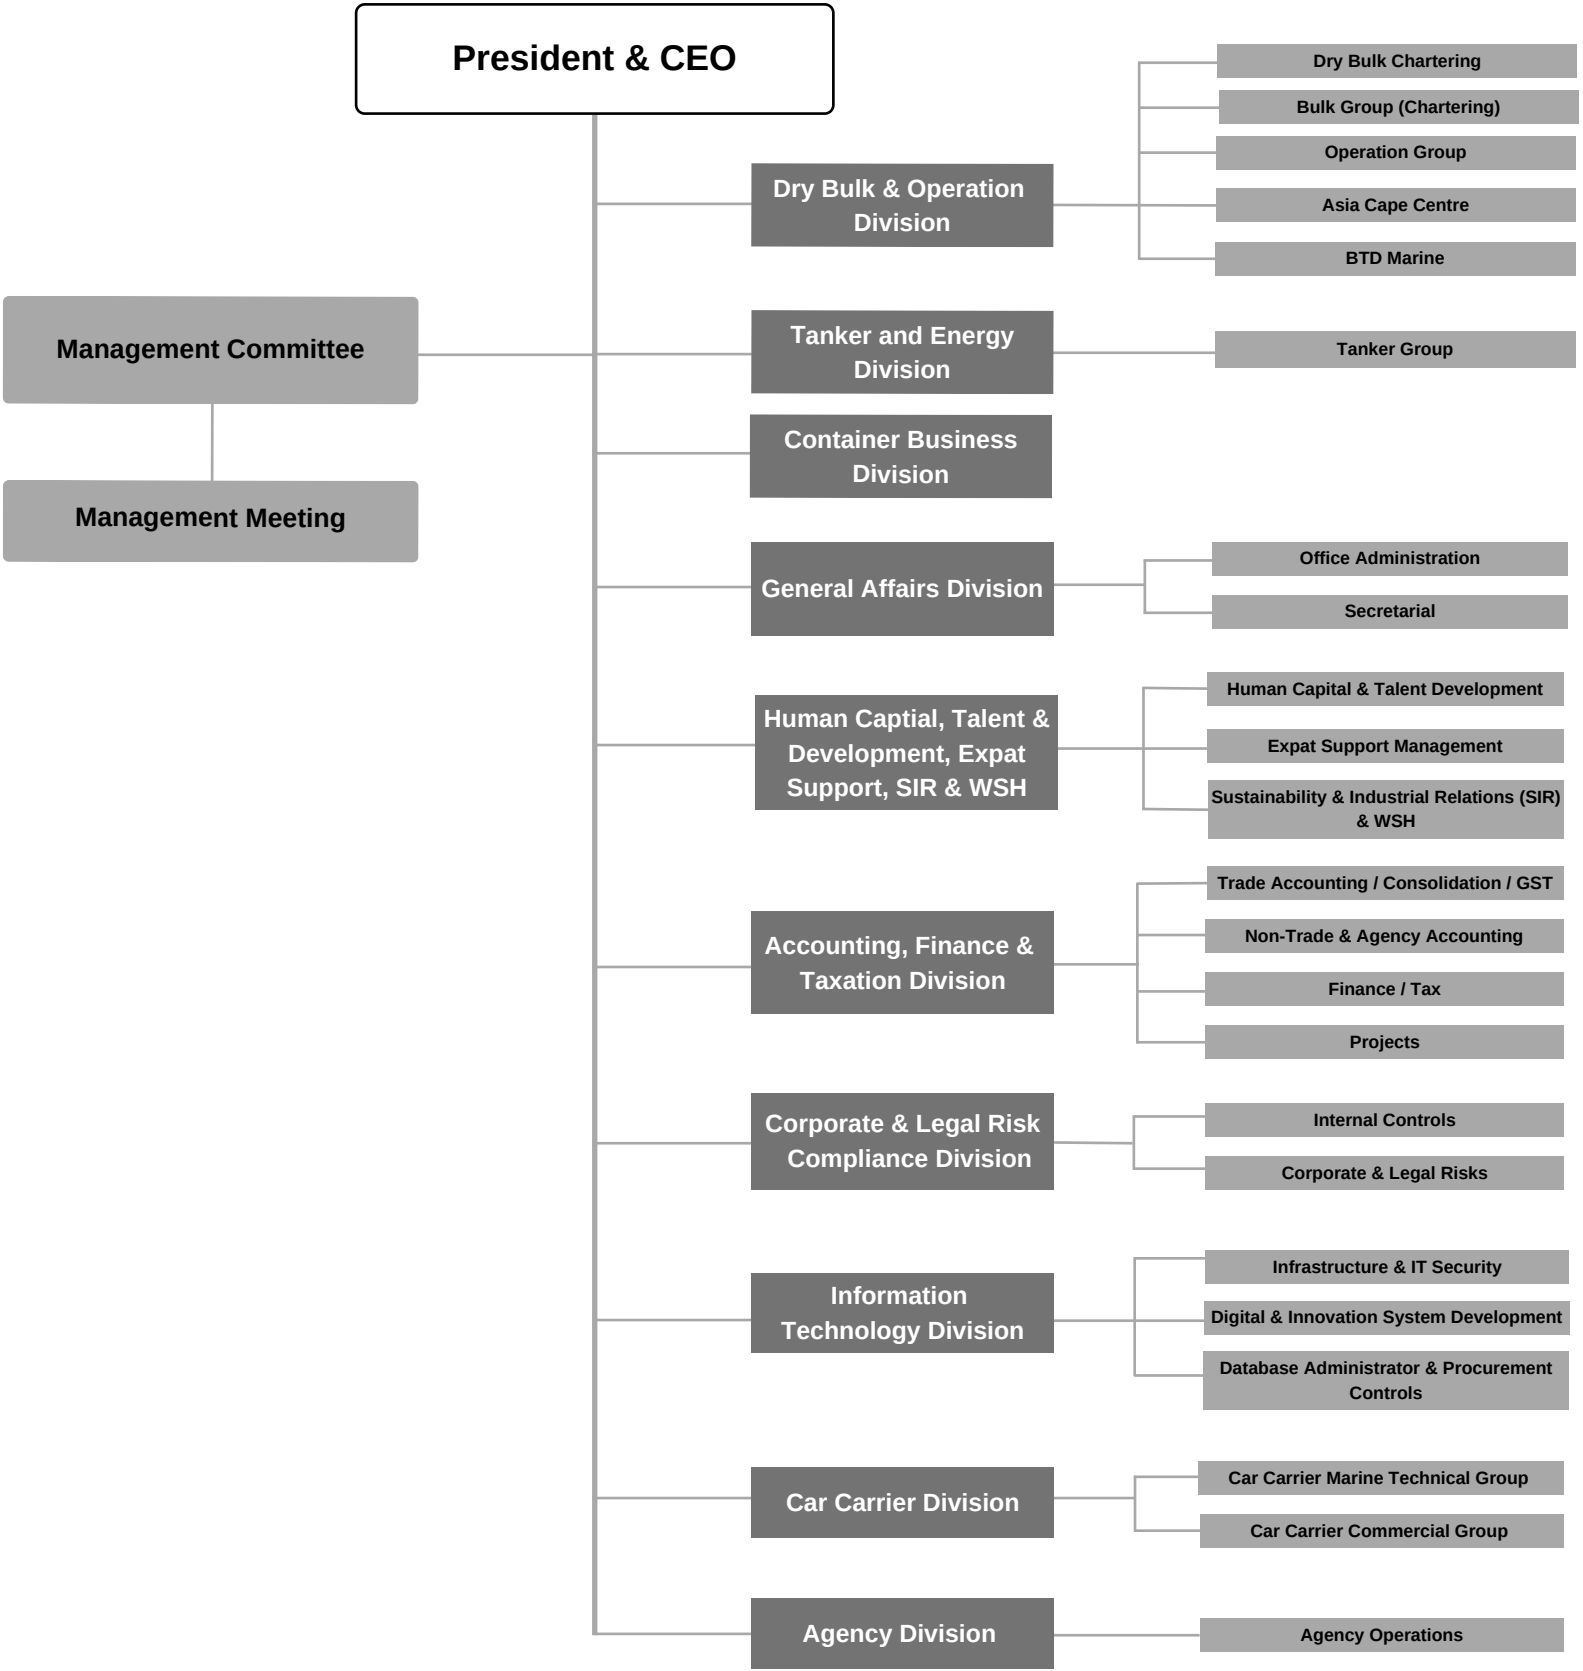 President & CEO
Management Committee
Management Meeting
Dry Bulk & Operation
Division
Dry Bulk Chartering
Bulk Group (Chartering)
Operation Group
Asia Cape Centre
BTD Marine
Tanker and Energy
Division
Tanker Group
Container Business
Division
General Affairs Division
Office Administration
Secretarial
Human Captial, Talent &
Development, Expat
Support, SIR & WSH
Human Capital & Talent Development
Expat Support Management
Sustainability & Industrial Relations (SIR)
& WSH
Accounting, Finance &
Taxation Division
Trade Accounting / Consolidation / GST
Non-Trade & Agency Accounting
Finance / Tax
Projects
Corporate & Legal Risk
Compliance Division
Internal Controls
Corporate & Legal Risks
Information
Technology Division
Infrastructure & IT Security
Digital & Innovation System Development
Database Administrator & Procurement
Controls
Car Carrier Division
Car Carrier Marine Technical Group
Car Carrier Commercial Group
Agency Division
Agency Operations